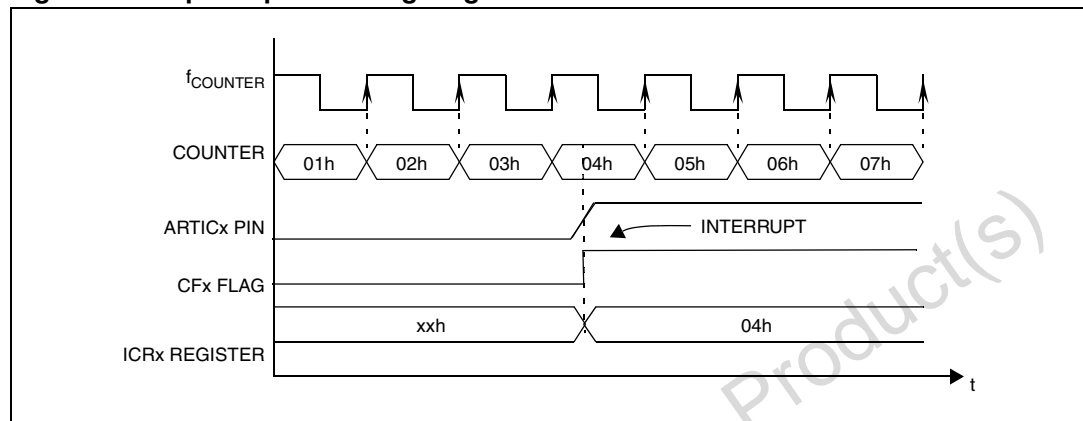 fCOUNTER
COUNTER
01h 02h 03h 04h 05h 06h 07h
ARTICx PIN
INTERRUPT
CFx FLAG
xxh 04h
ICRx REGISTER
t
Product(s)